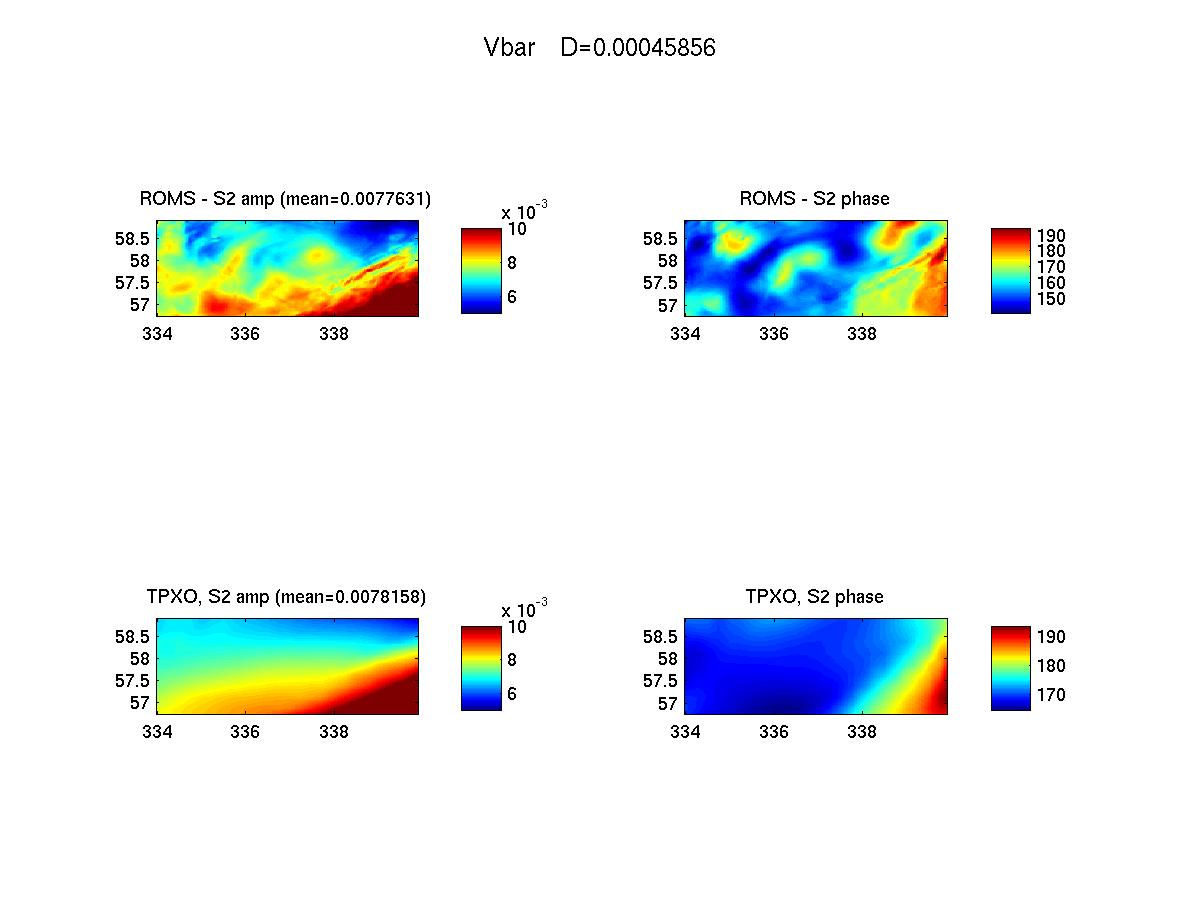 Vbar D=0.00045856
ROMS - S2 amp (mean=0.0077631)
x 10-3
58.5
58
57.5
57
334 336 338
10
8
6
ROMS - S2 phase
58.5
58
57.5
57
334 336 338
190
180
170
160
150
TPXO, S2 amp (mean=0.0078158)
x 10-3
58.5
58
57.5
57
334 336 338
10
8
6
TPXO, S2 phase
58.5
58
57.5
57
334 336 338
190
180
170